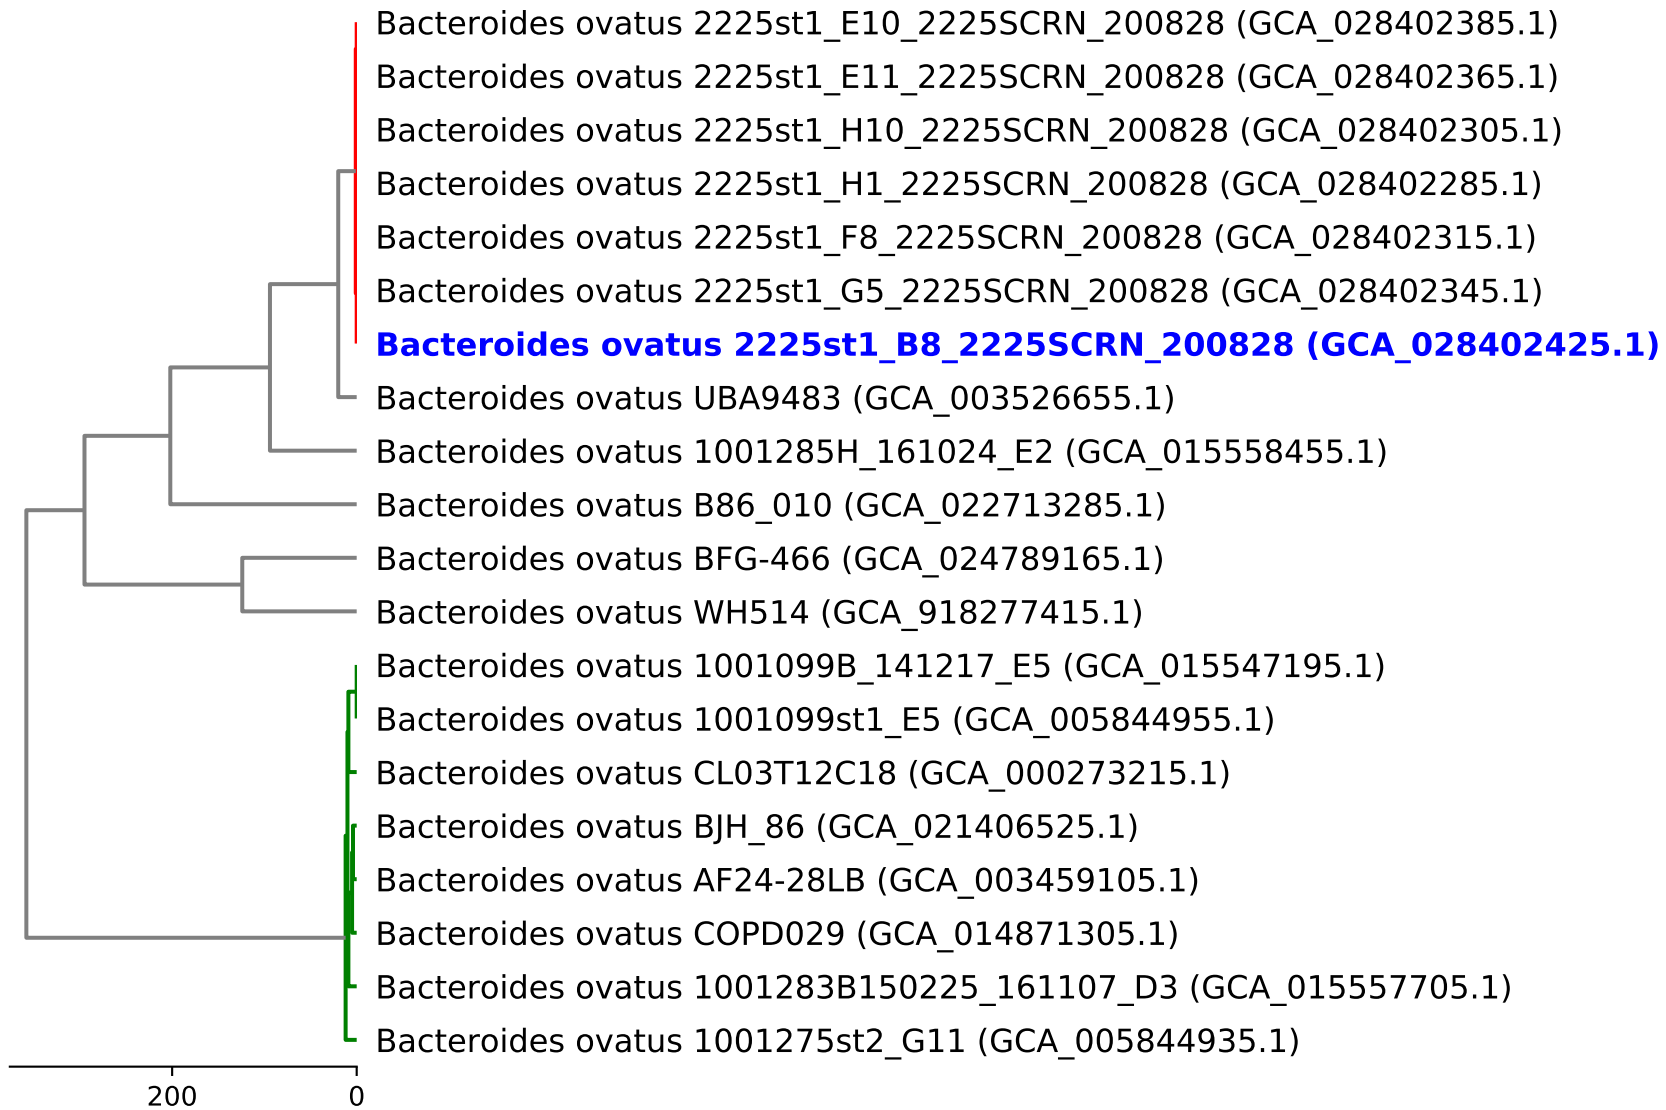 Bacteroides ovatus 2225st1_E10_2225SCRN_200828 (GCA_028402385.1)
Bacteroides ovatus 2225st1_E11_2225SCRN_200828 (GCA_028402365.1)
Bacteroides ovatus 2225st1_H10_2225SCRN_200828 (GCA_028402305.1)
Bacteroides ovatus 2225st1_H1_2225SCRN_200828 (GCA_028402285.1)
Bacteroides ovatus 2225st1_F8_2225SCRN_200828 (GCA_028402315.1)
Bacteroides ovatus 2225st1_G5_2225SCRN_200828 (GCA_028402345.1)
Bacteroides ovatus 2225st1_B8_2225SCRN_200828 (GCA_028402425.1)
Bacteroides ovatus UBA9483 (GCA_003526655.1)
Bacteroides ovatus 1001285H_161024_E2 (GCA_015558455.1)
Bacteroides ovatus B86_010 (GCA_022713285.1)
Bacteroides ovatus BFG-466 (GCA_024789165.1)
Bacteroides ovatus WH514 (GCA_918277415.1)
Bacteroides ovatus 1001099B_141217_E5 (GCA_015547195.1)
Bacteroides ovatus 1001099st1_E5 (GCA_005844955.1)
Bacteroides ovatus CL03T12C18 (GCA_000273215.1)
Bacteroides ovatus BJH_86 (GCA_021406525.1)
Bacteroides ovatus AF24-28LB (GCA_003459105.1)
Bacteroides ovatus COPD029 (GCA_014871305.1)
Bacteroides ovatus 1001283B150225_161107_D3 (GCA_015557705.1)
Bacteroides ovatus 1001275st2_G11 (GCA_005844935.1)
200 0